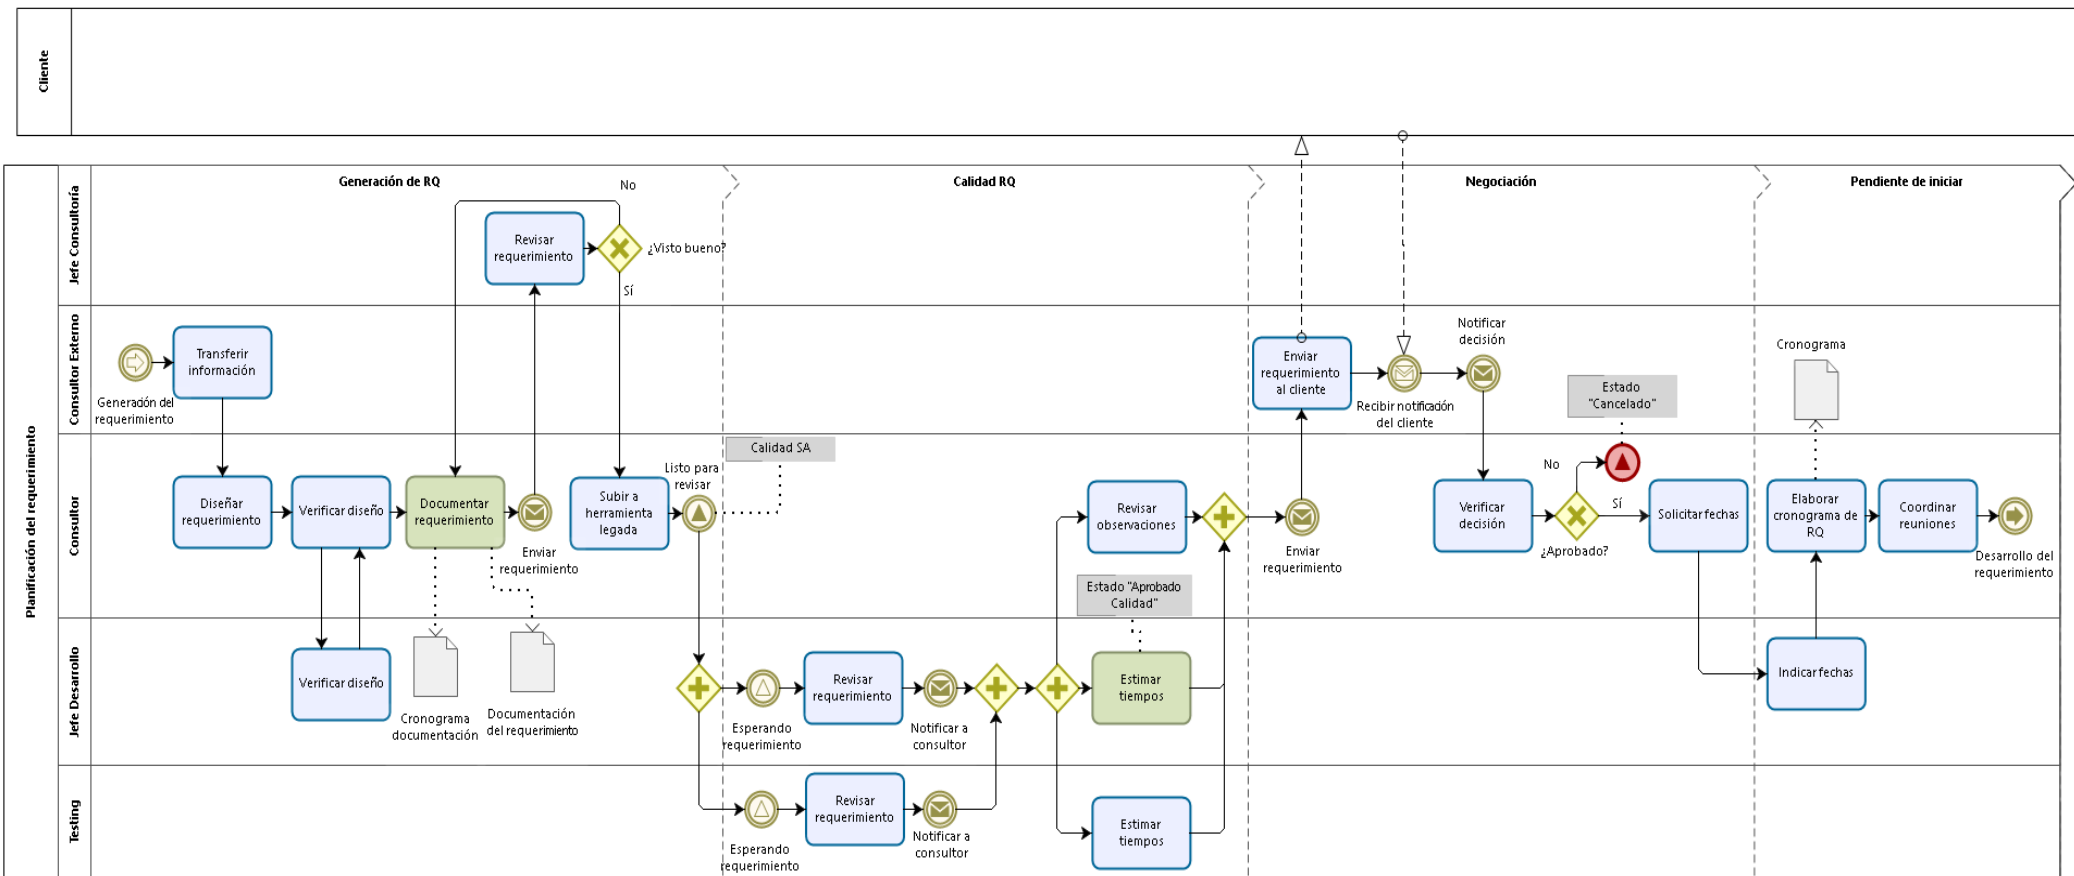 Cliente
Planificación del requerimiento
Generación de RQ
Calidad RQ
Negociación
Pendiente de iniciar
Jefe Consultoría
No
Revisar
requerimiento
¿Visto bueno?
Sí
Consultor Externo
Generación del
requerimiento
Transferir
información
Enviar
requerimiento
al cliente
Recibir notificación
del cliente
Notificar
decisión
Estado
"Cancelado"
Cronograma
Consultor
Diseñar
requerimiento
Verificar diseño
Documentar
requerimiento
Enviar
requerimiento
Subir a
herramienta
legada
Listo para
revisar
Calidad SA
Revisar
observaciones
Enviar
requerimiento
Verificar
decisión
No
Sí
¿Aprobado?
Solicitar fechas
Elaborar
cronograma de
RQ
Coordinar
reuniones
Desarrollo del
requerimiento
Estado "Aprobado
Calidad"
Jefe Desarrollo
Verificar diseño
Cronograma
documentación
Documentación
del requerimiento
Esperando
requerimiento
Revisar
requerimiento
Notificar a
consultor
Estimar
tiempos
Indicar fechas
Testing
Esperando
requerimiento
Revisar
requerimiento
Notificar a
consultor
Estimar
tiempos